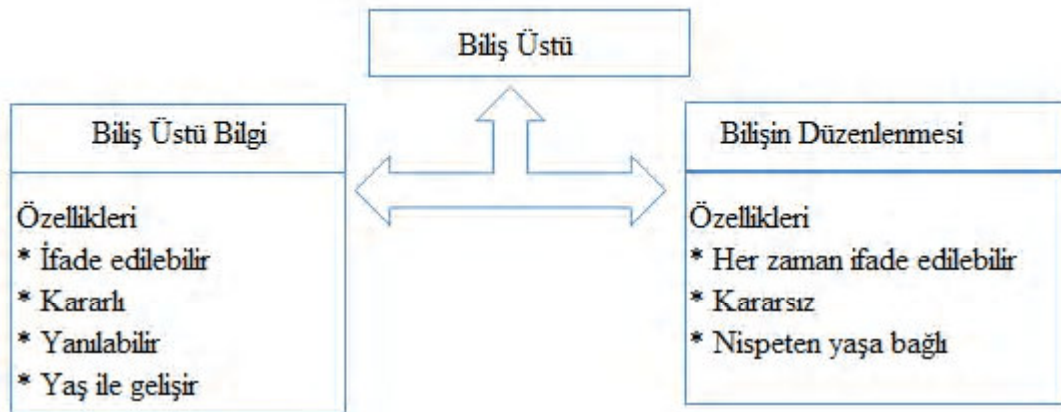 Biliş Üstü
Biliş Üstü Bilgi
Özellikleri
* İfade edilebilir
* Kararlı
* Yanılabilir
* Yaş ile gelişir
Bilişin Düzenlenmesi
Özellikleri
* Her zaman ifade edilebilir
* Kararsız
* Nispeten yaşa bağlı